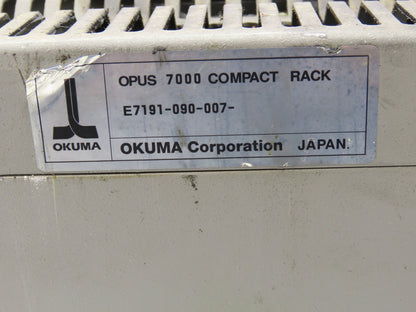 OPUS 7000 COMPACT RACK
E7191-090-007-
OKUMA
OKUMA Corporation JAPAN.